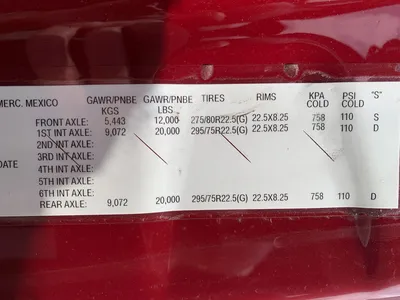 MERC. MEXICO GAWR/PNBE KGS GAWR/PNBE LBS TIRES RIMS KPA COLD PSI COLD "S"
FRONT AXLE: 5,443 12,000 275/80R22.5(G) 22.5X8.25 758 110 S
1ST INT AXLE: 9,072 20,000 295/75R22.5(G) 22.5X8.25 758 110 D
2ND INT AXLE:
3RD INT AXLE:
DATE 4TH INT AXLE:
5TH INT AXLE:
6TH INT AXLE:
REAR AXLE: 9,072 20,000 295/75R22.5(G) 22.5X8.25 758 110 D